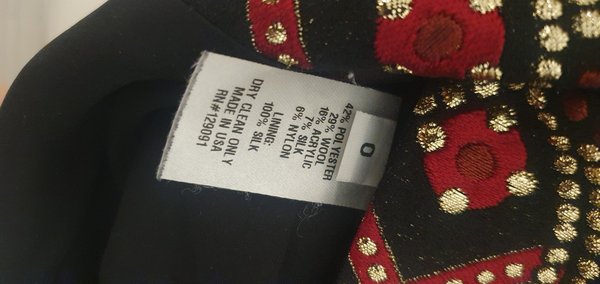 0
42% POLYESTER
29% WOOL
16% ACRYLIC
7% SILK
6% NYLON
LINING:
100% SILK
DRY CLEAN ONLY
MADE IN USA
RN#129091